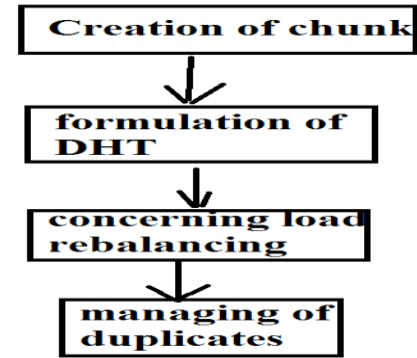 Creation of chunk
formulation of
DHT
concerning load
rebalancing
managing of
duplicates